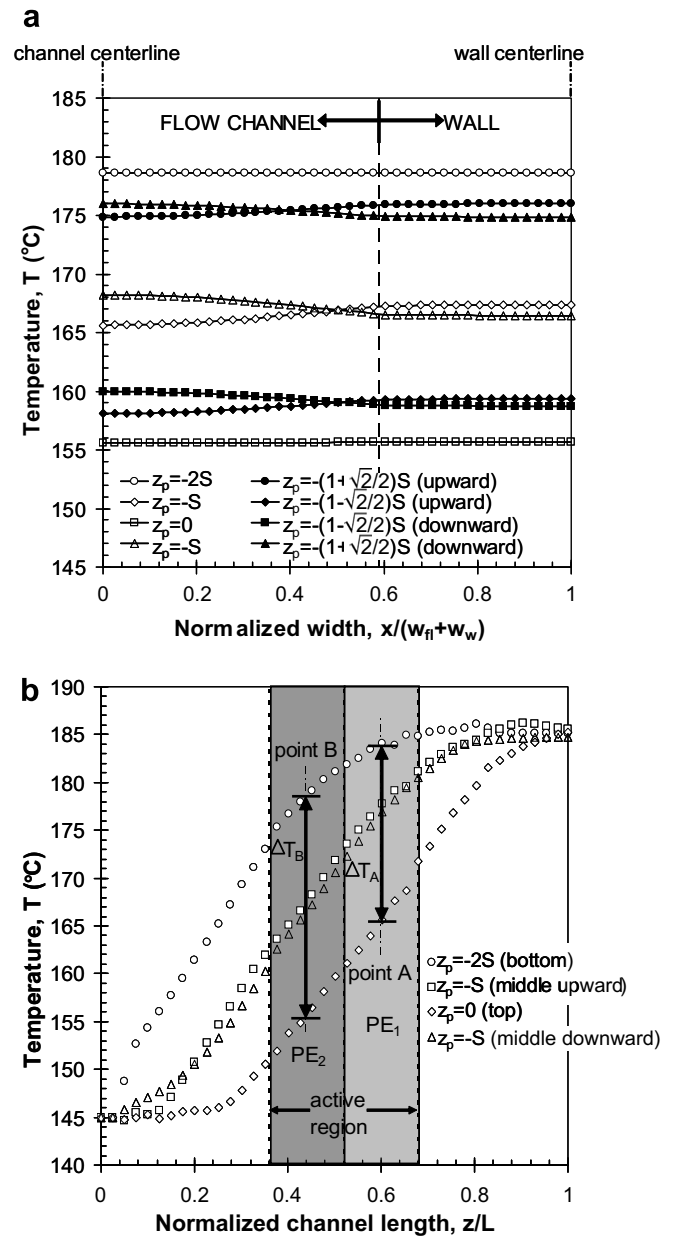 a
channel centerline wall centerline
185
FLOW CHANNEL WALL
180
175
170
165
160
155
150
145
Temperature, T (°C)
z_p=-2S z_p=-(1+√2/2)S (upward)
z_p=-S z_p=-(1-√2/2)S (upward)
z_p=0 z_p=-(1-√2/2)S (downward)
z_p=-S z_p=-(1+√2/2)S (downward)
0 0.2 0.4 0.6 0.8 1
Normalized width, x/(w_fl+w_w)
b
190
185
180
175
170
165
160
155
150
145
140
Temperature, T (°C)
point B
ΔT_B
ΔT_A
point A
PE_1
PE_2
active
region
z_p=-2S (bottom)
z_p=-S (middle upward)
z_p=0 (top)
z_p=-S (middle downward)
0 0.2 0.4 0.6 0.8 1
Normalized channel length, z/L